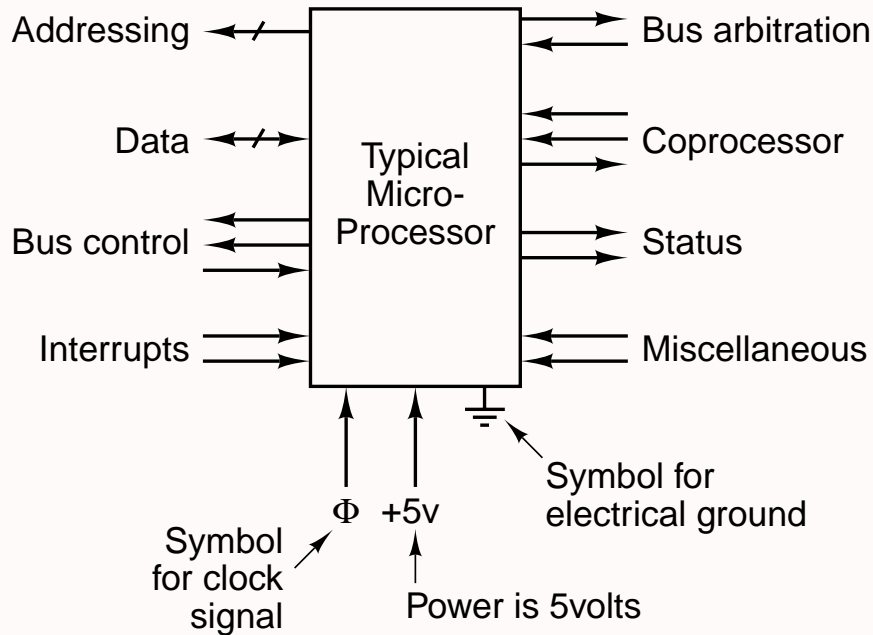 Addressing
Data
Bus control
Interrupts
Typical
Micro-
Processor
Bus arbitration
Coprocessor
Status
Miscellaneous
Φ +5v
Symbol
for clock
signal
Power is 5volts
Symbol for
electrical ground